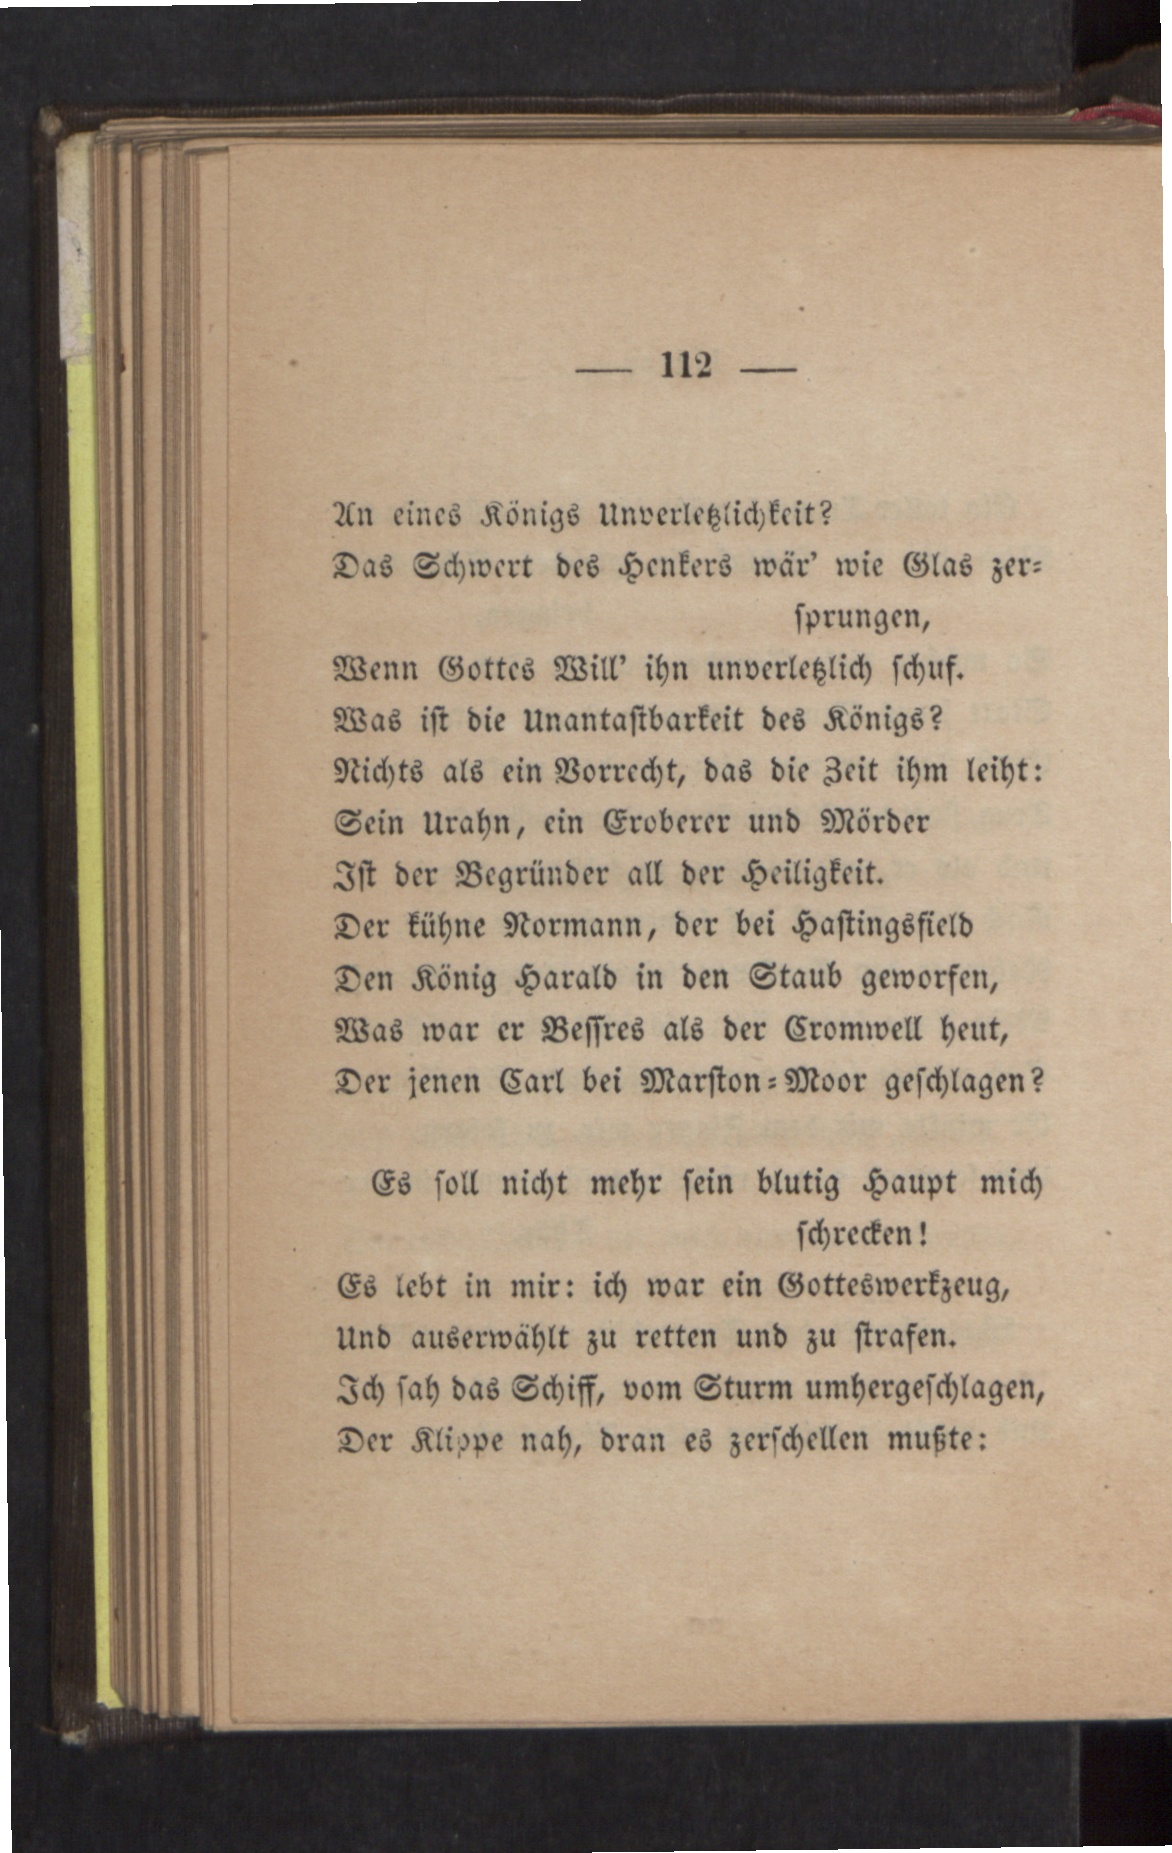 — 112 —
An eines Königs Unverletzlichkeit?
Das Schwert des Henkers wär’ wie Glas zer-
sprungen,
Wenn Gottes Will’ ihn unverletzlich schuf.
Was ist die Unantastbarkeit des Königs?
Nichts als ein Vorrecht, das die Zeit ihm leiht:
Sein Urahn, ein Eroberer und Mörder
Ist der Begründer all der Heiligkeit.
Der kühne Normann, der bei Hastingsfield
Den König Harald in den Staub geworfen,
Was war er Bessres als der Cromwell heut,
Der jenen Carl bei Marston-Moor geschlagen?
Es soll nicht mehr sein blutig Haupt mich
schrecken!
Es lebt in mir: ich war ein Gotteswerkzeug,
Und auserwählt zu retten und zu strafen.
Ich sah das Schiff, vom Sturm umhergeschlagen,
Der Klippe nah, dran es zerschellen mußte: